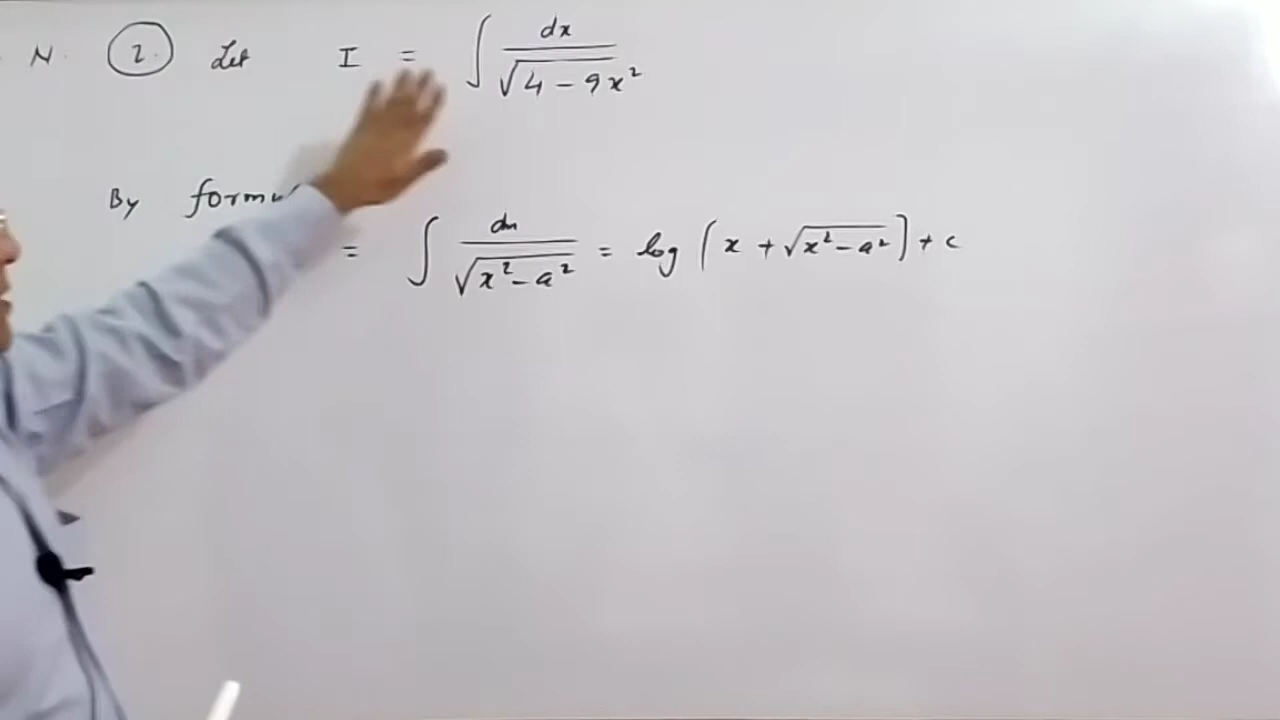 N. 2. Let I = ∫ dx / √(4 - 9x²)
By
= ∫ dx / √(x² - a²) = log (x + √(x² - a²)) + c